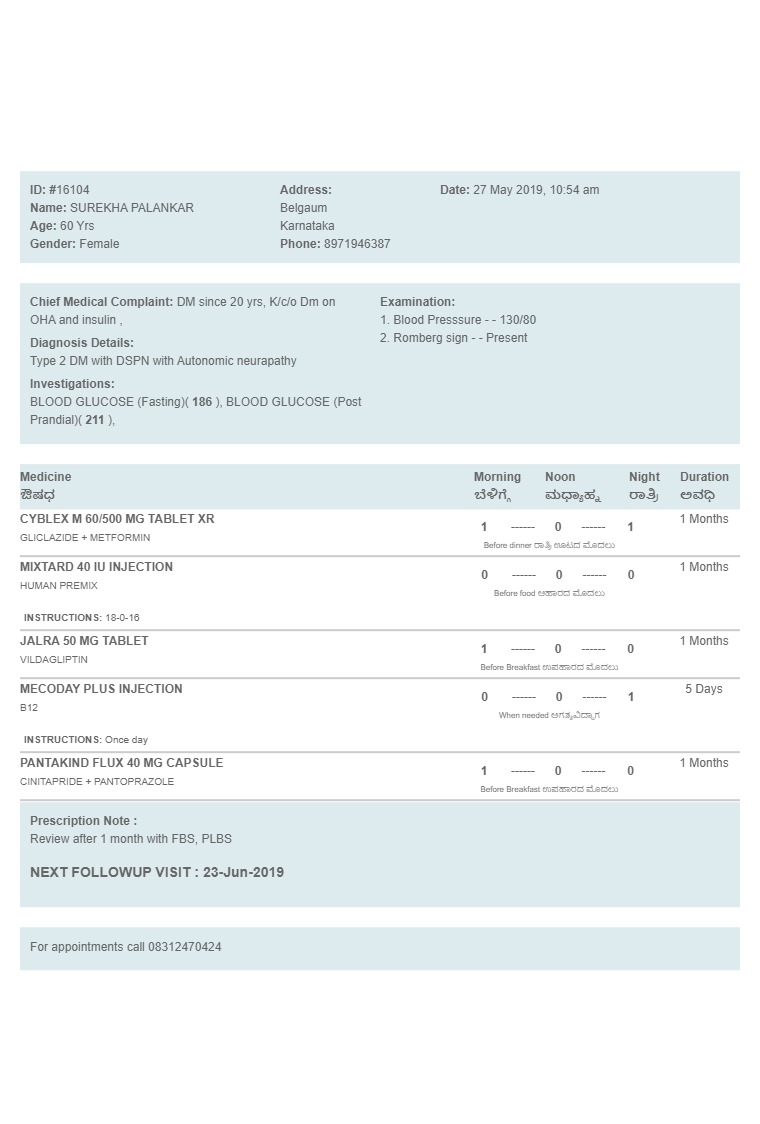 ID: #16104
Name: SUREKHA PALANKAR
Age: 60 Yrs
Gender: Female
Address:
Belgaum
Karnataka
Phone: 8971946387
Date: 27 May 2019, 10:54 am
Chief Medical Complaint: DM since 20 yrs, K/c/o Dm on
OHA and insulin ,
Diagnosis Details:
Type 2 DM with DSPN with Autonomic neurapathy
Investigations:
BLOOD GLUCOSE (Fasting)( 186 ), BLOOD GLUCOSE (Post
Prandial)( 211 ),
Examination:
1. Blood Presssure - - 130/80
2. Romberg sign - - Present
Medicine Morning Noon Night Duration
ಔಷಧ ಬೆಳಿಗ್ಗೆ ಮಧ್ಯಾಹ್ನ ರಾತ್ರಿ ಅವಧಿ
CYBLEX M 60/500 MG TABLET XR 1 ------ 0 ------ 1 1 Months
GLICLAZIDE + METFORMIN
Before dinner ರಾತ್ರಿ ಊಟದ ಮೊದಲು
MIXTARD 40 IU INJECTION 0 ------ 0 ------ 0 1 Months
HUMAN PREMIX
Before food ಆಹಾರದ ಮೊದಲು
INSTRUCTIONS: 18-0-16
JALRA 50 MG TABLET 1 ------ 0 ------ 0 1 Months
VILDAGLIPTIN
Before Breakfast ಉಪಹಾರದ ಮೊದಲು
MECODAY PLUS INJECTION 0 ------ 0 ------ 1 5 Days
B12
When needed ಅಗತ್ಯವಿದ್ದಾಗ
INSTRUCTIONS: Once day
PANTAKIND FLUX 40 MG CAPSULE 1 ------ 0 ------ 0 1 Months
CINITAPRIDE + PANTOPRAZOLE
Before Breakfast ಉಪಹಾರದ ಮೊದಲು
Prescription Note :
Review after 1 month with FBS, PLBS
NEXT FOLLOWUP VISIT : 23-Jun-2019
For appointments call 08312470424